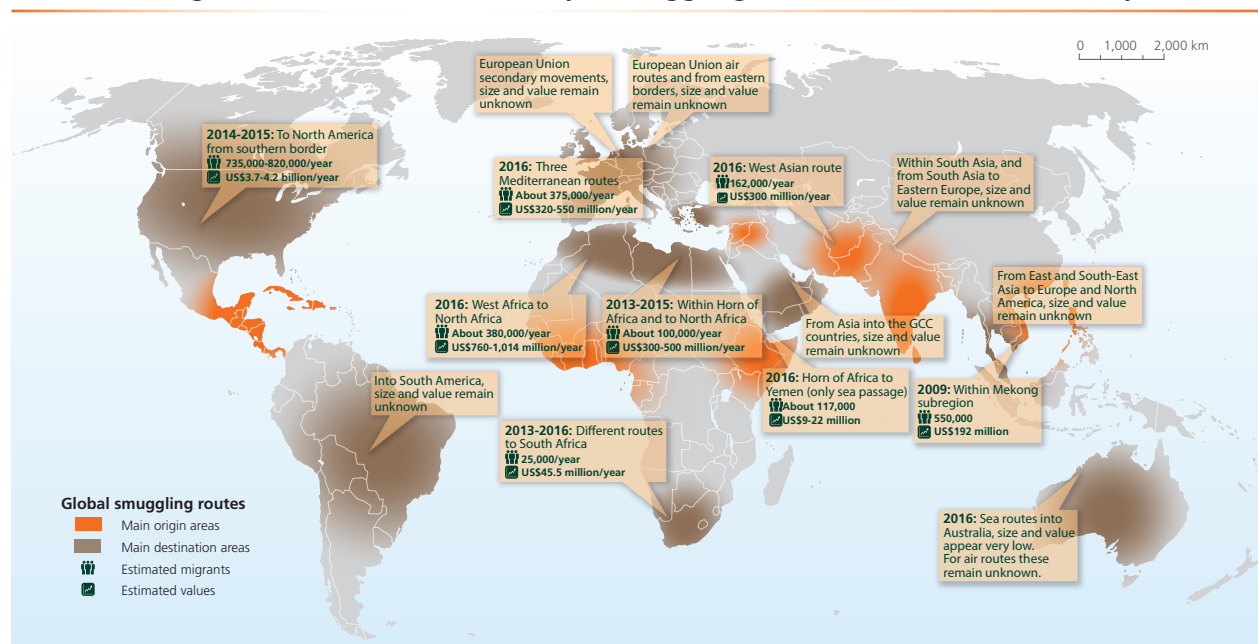 0 1,000 2,000 km
European Union
secondary movements,
size and value remain
unknown
European Union air
routes and from eastern
borders, size and value
remain unknown
2014-2015: To North America
from southern border
735,000-820,000/year
US$3.7-4.2 billion/year
2016: Three
Mediterranean routes
About 375,000/year
US$320-550 million/year
2016: West Asian route
162,000/year
US$300 million/year
Within South Asia, and
from South Asia to
Eastern Europe, size and
value remain unknown
From East and South-East
Asia to Europe and North
America, size and value
remain unknown
2016: West Africa to
North Africa
About 380,000/year
US$760-1,014 million/year
2013-2015: Within Horn of
Africa and to North Africa
About 100,000/year
US$300-500 million/year
From Asia into the GCC
countries, size and value
remain unknown
Into South America,
size and value remain
unknown
2016: Horn of Africa to
Yemen (only sea passage)
About 117,000
US$9-22 million
2009: Within Mekong
subregion
550,000
US$192 million
2013-2016: Different routes
to South Africa
25,000/year
US$45.5 million/year
2016: Sea routes into
Australia, size and value
appear very low.
For air routes these
remain unknown.
Global smuggling routes
Main origin areas
Main destination areas
Estimated migrants
Estimated values